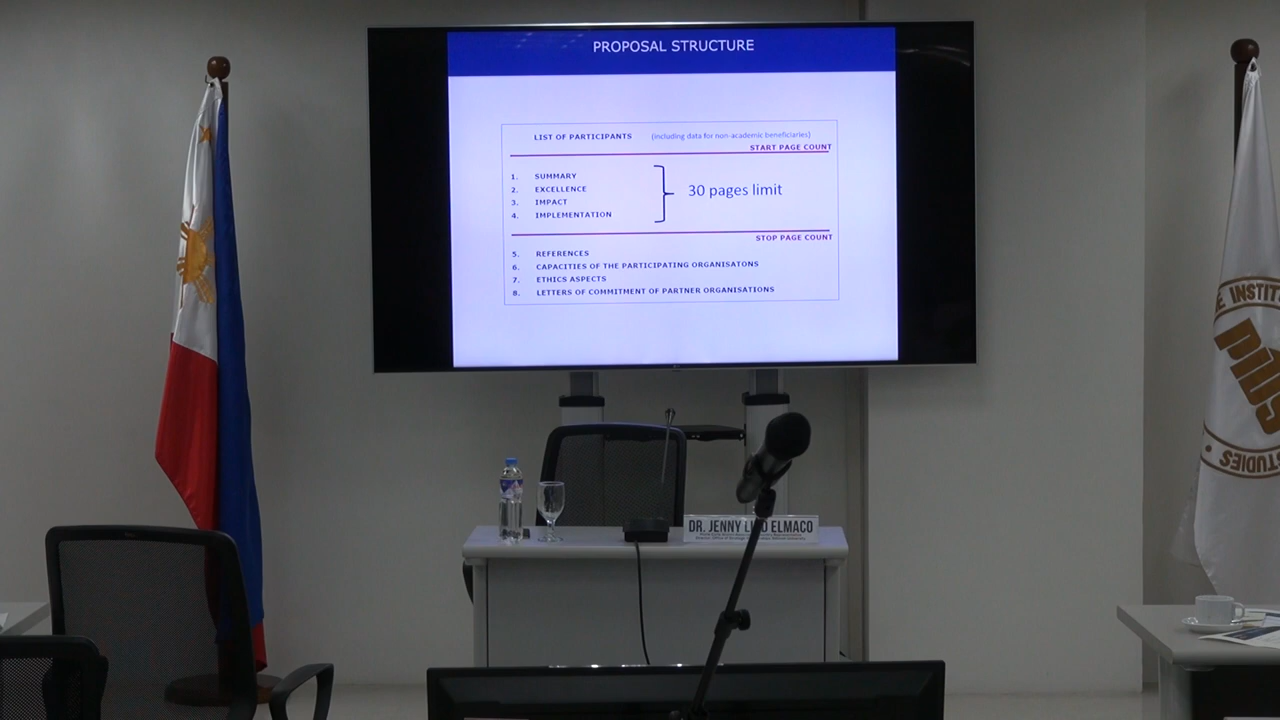 PROPOSAL STRUCTURE
LIST OF PARTICIPANTS (including data for non-academic beneficiaries)
START PAGE COUNT
1. SUMMARY
2. EXCELLENCE
3. IMPACT
4. IMPLEMENTATION
30 pages limit
STOP PAGE COUNT
5. REFERENCES
6. CAPACITIES OF THE PARTICIPATING ORGANISATONS
7. ETHICS ASPECTS
8. LETTERS OF COMMITMENT OF PARTNER ORGANISATIONS
DR. JENNY ELMACO
E INSTIT
pids
STUDIES